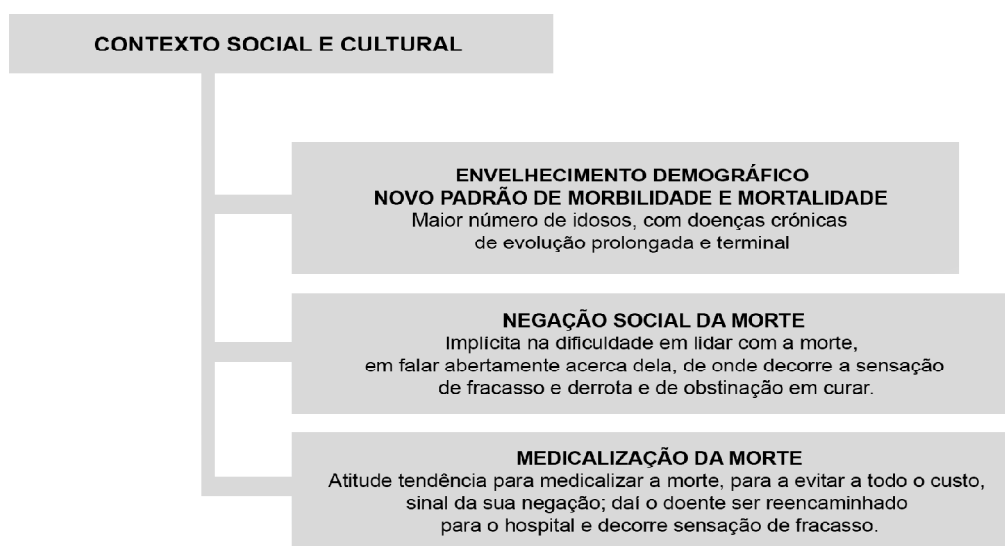 CONTEXTO SOCIAL E CULTURAL
ENVELHECIMENTO DEMOGRÁFICO
NOVO PADRÃO DE MORBILIDADE E MORTALIDADE
Maior número de idosos, com doenças crónicas
de evolução prolongada e terminal
NEGAÇÃO SOCIAL DA MORTE
Implícita na dificuldade em lidar com a morte,
em falar abertamente acerca dela, de onde decorre a sensação
de fracasso e derrota e de obstinação em curar.
MEDICALIZAÇÃO DA MORTE
Atitude tendência para medicalizar a morte, para a evitar a todo o custo,
sinal da sua negação; daí o doente ser reencaminhado
para o hospital e decorre sensação de fracasso.